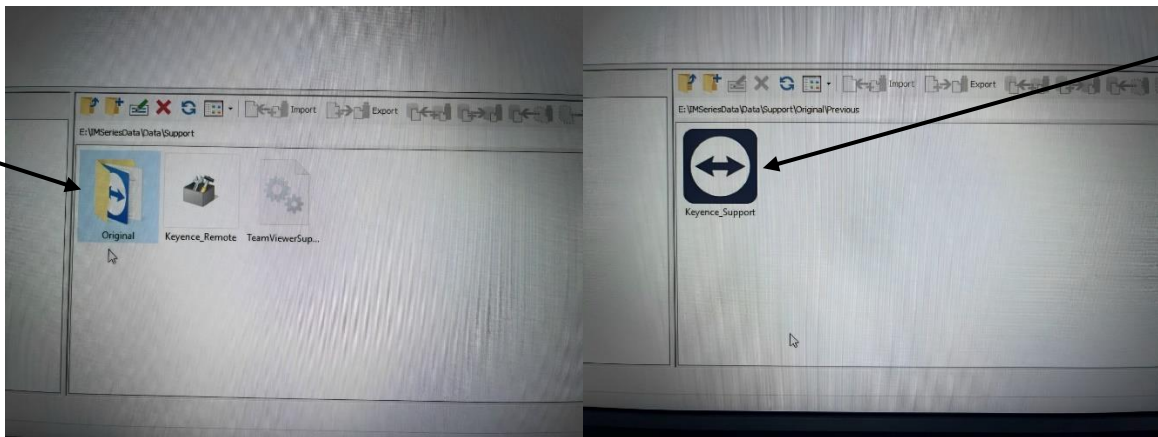 Import
Export
E:\IMSeriesData\Data\Support
Original
Keyence_Remote
TeamViewerSup...
Import
Export
E:\IMSeriesData\Data\Support\Original\Previous
Keyence_Support